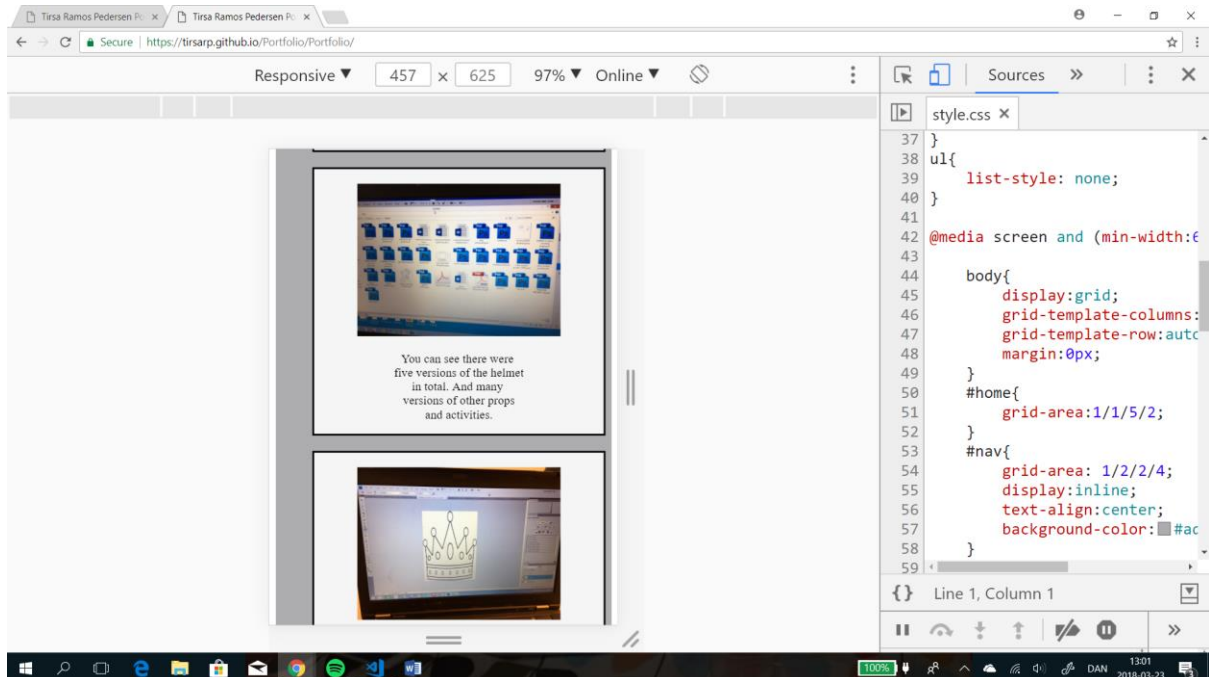 Tirsa Ramos Pedersen Po
Tirsa Ramos Pedersen Po
Secure | https://tirsarp.github.io/Portfolio/Portfolio/
Responsive ▼ 457 × 625 97% ▼ Online ▼
Sources »
style.css ×
37 }
38 ul{
39 list-style: none;
40 }
41
42 @media screen and (min-width:6
43
44 body{
45 display:grid;
46 grid-template-columns:
47 grid-template-row:auto
48 margin:0px;
49 }
50 #home{
51 grid-area:1/1/5/2;
52 }
53 #nav{
54 grid-area: 1/2/2/4;
55 display:inline;
56 text-align:center;
57 background-color: #ac
58 }
59
You can see there were
five versions of the helmet
in total. And many
versions of other props
and activities.
{} Line 1, Column 1
100% DAN 13:01
2018-03-23